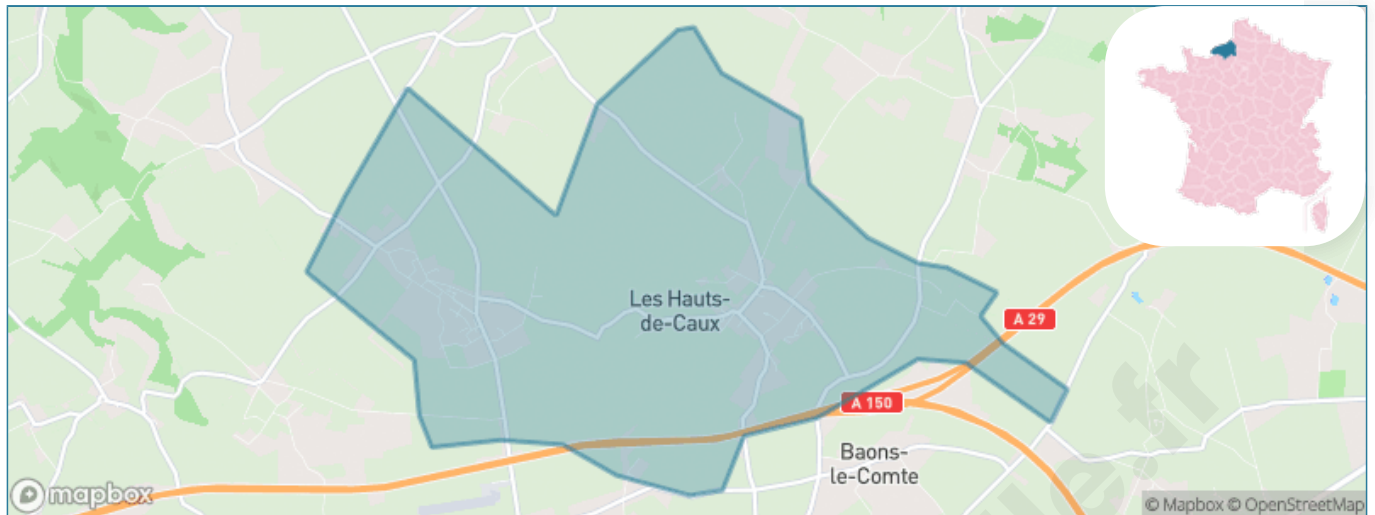 Les Hauts-
de-Caux
A 29
A 150
Baons-
le-Comte
mapbox
© Mapbox © OpenStreetMap